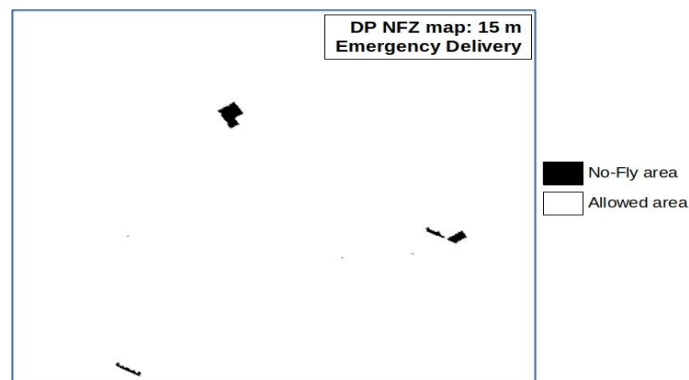 DP NFZ map: 15 m
Emergency Delivery
No-Fly area
Allowed area